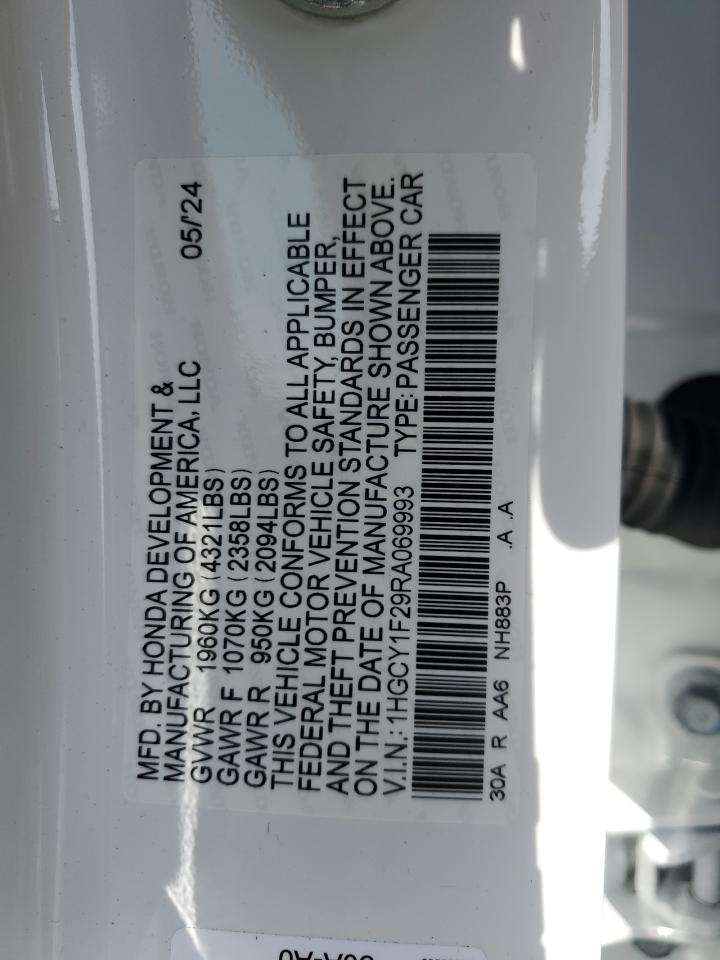 MFD. BY HONDA DEVELOPMENT &
MANUFACTURING OF AMERICA, LLC 05/'24
GVWR 1960KG (4321LBS)
GAWR F 1070KG (2358LBS)
GAWR R 950KG (2094LBS)
THIS VEHICLE CONFORMS TO ALL APPLICABLE
FEDERAL MOTOR VEHICLE SAFETY, BUMPER,
AND THEFT PREVENTION STANDARDS IN EFFECT
ON THE DATE OF MANUFACTURE SHOWN ABOVE.
V.I.N.: 1HGCY1F29RA069993 TYPE: PASSENGER CAR
30A R AA6 NH883P .A .A